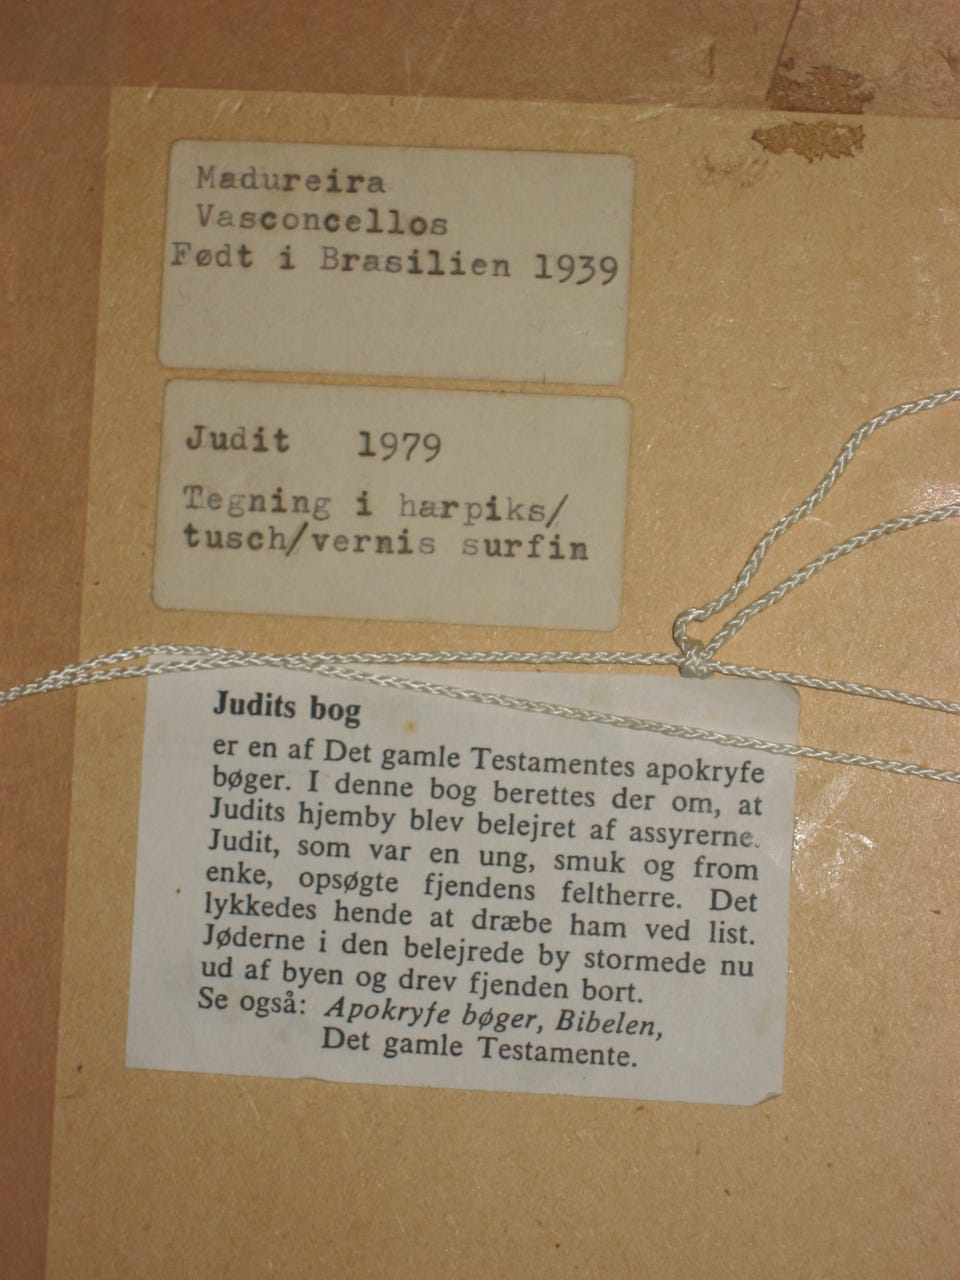 Madureira
Vasconcellos
Født i Brasilien 1939
Judit 1979
Tegning i harpiks/
tusch/vernis surfin
Judits bog
er en af Det gamle Testamentes apokryfe
bøger. I denne bog berettes der om, at
Judits hjemby blev belejret af assyrerne.
Judit, som var en ung, smuk og from
enke, opsøgte fjendens feltherre. Det
lykkedes hende at dræbe ham ved list.
Jøderne i den belejrede by stormede nu
ud af byen og drev fjenden bort.
Se også: Apokryfe bøger, Bibelen,
Det gamle Testamente.